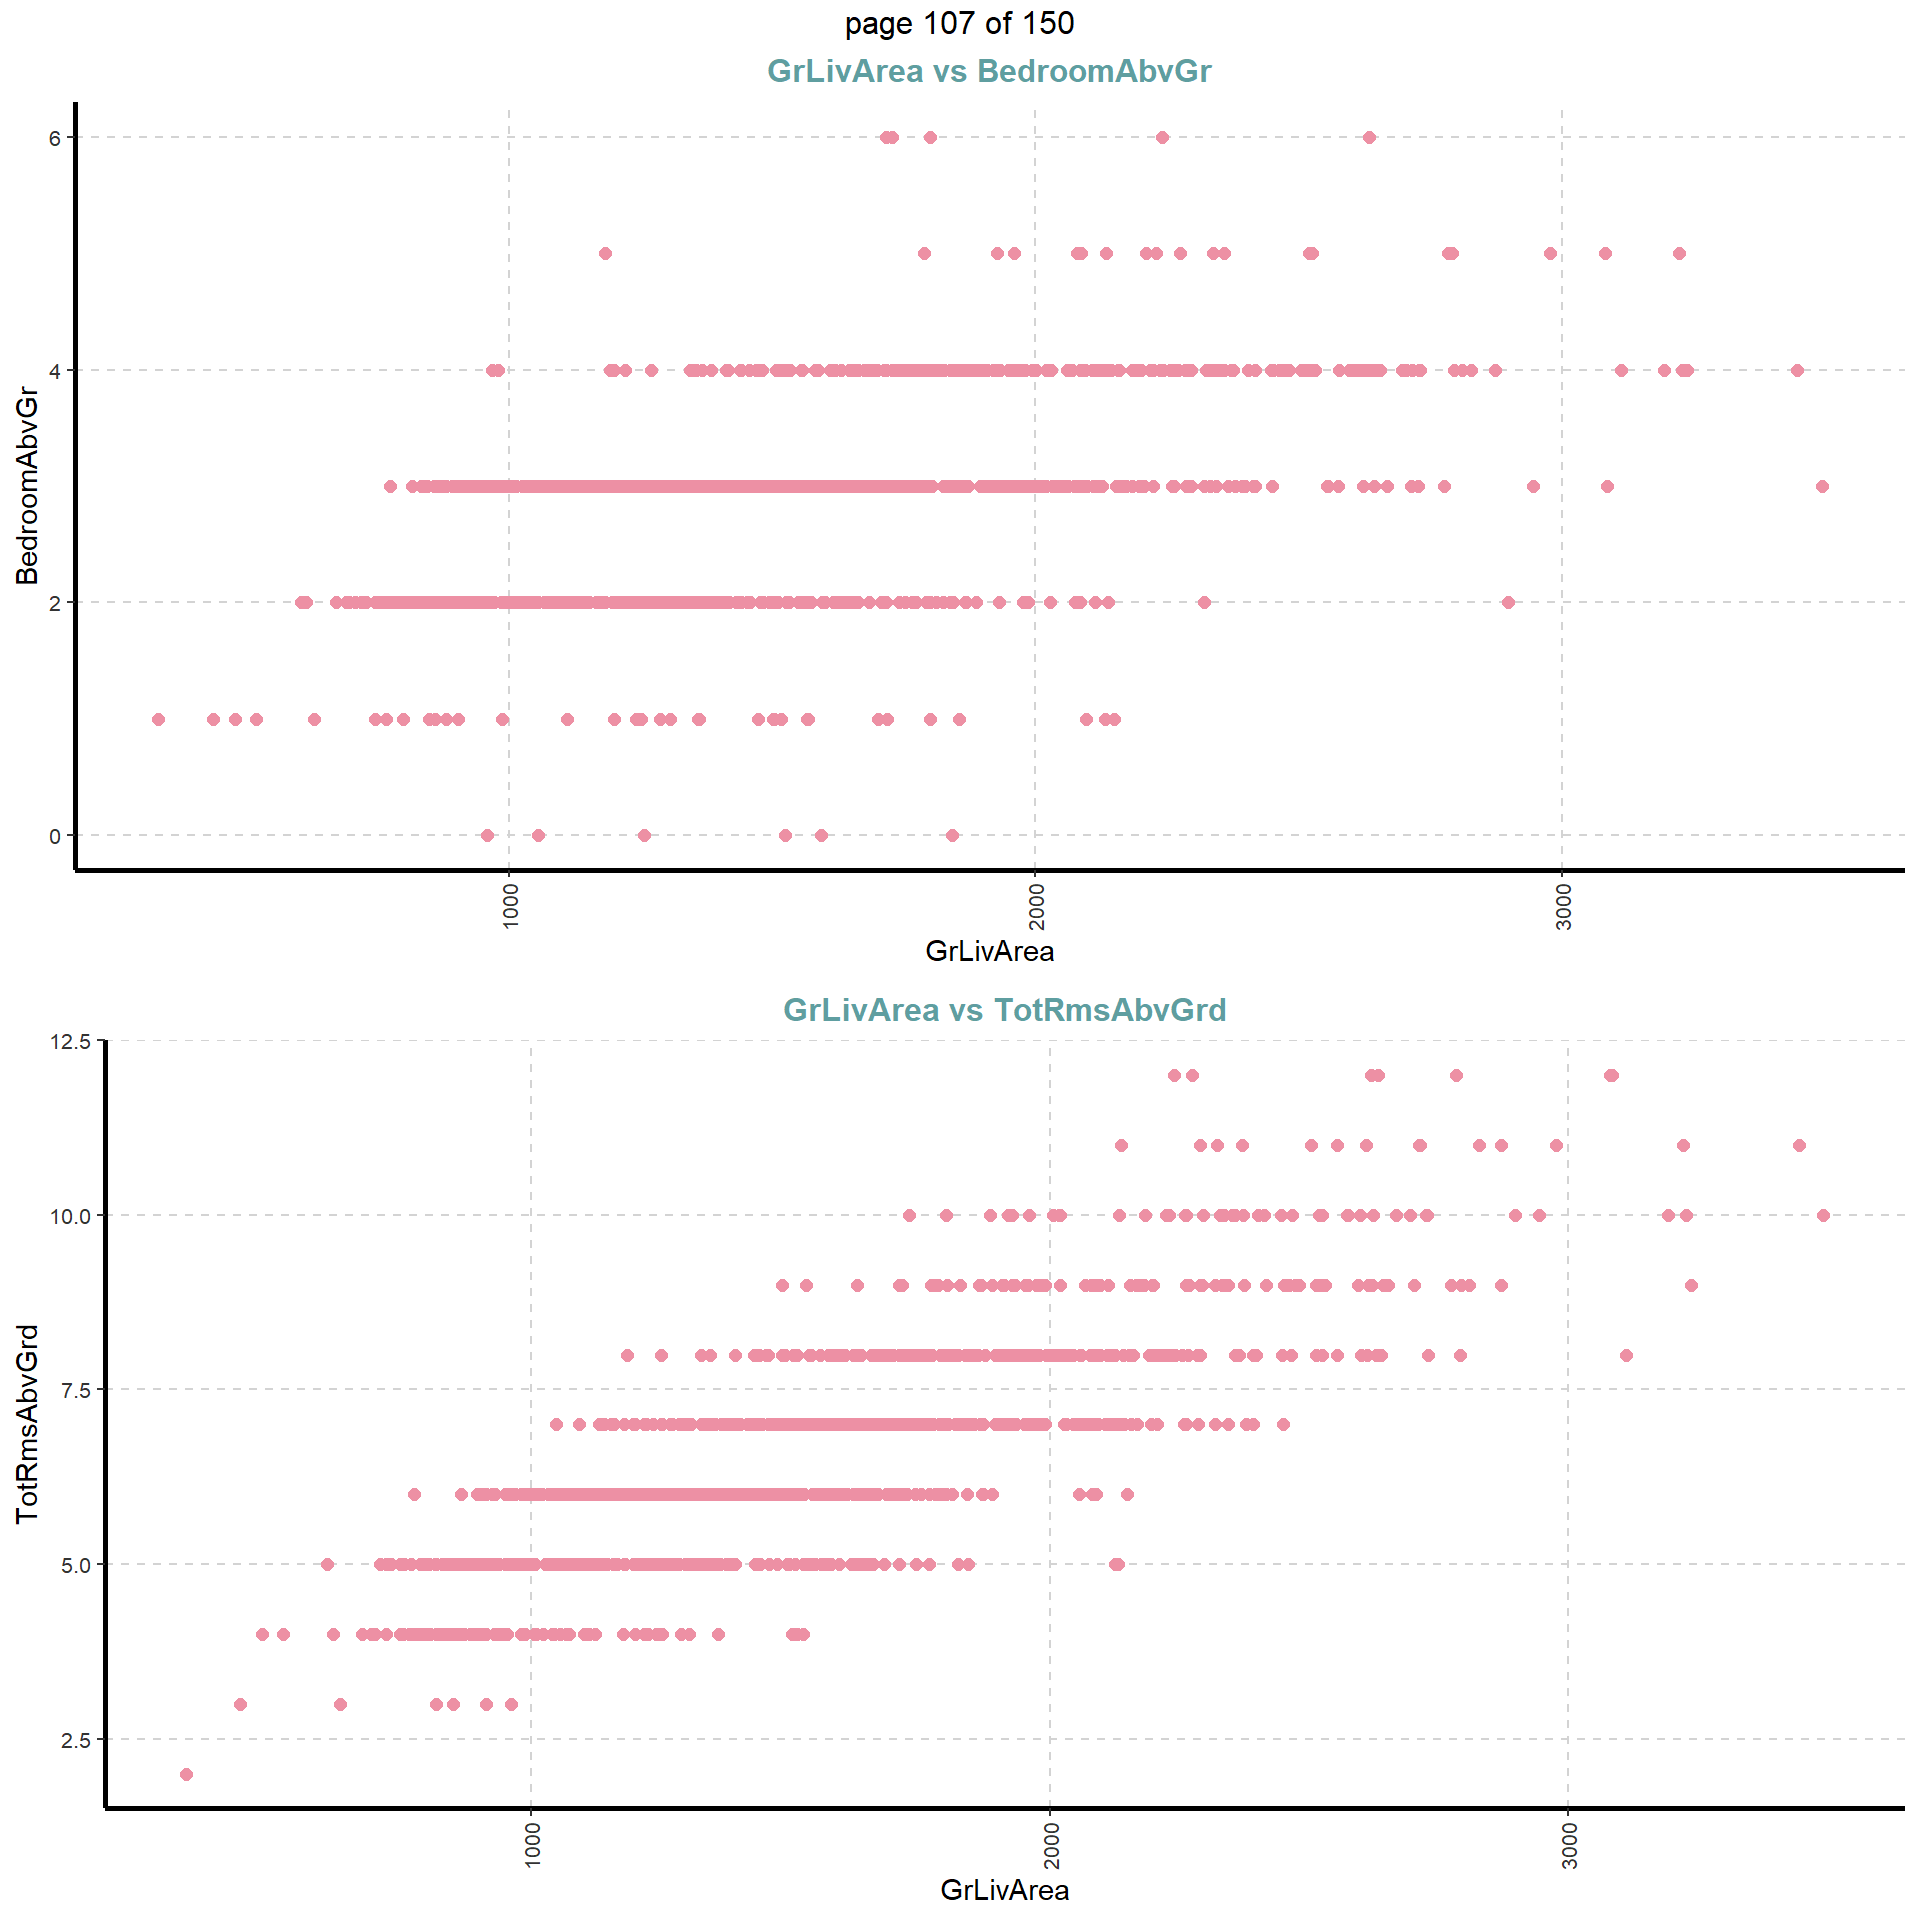 page 107 of 150
GrLivArea vs BedroomAbvGr
BedroomAbvGr
6
4
2
0
1000
2000
3000
GrLivArea
GrLivArea vs TotRmsAbvGrd
TotRmsAbvGrd
12.5
10.0
7.5
5.0
2.5
1000
2000
3000
GrLivArea